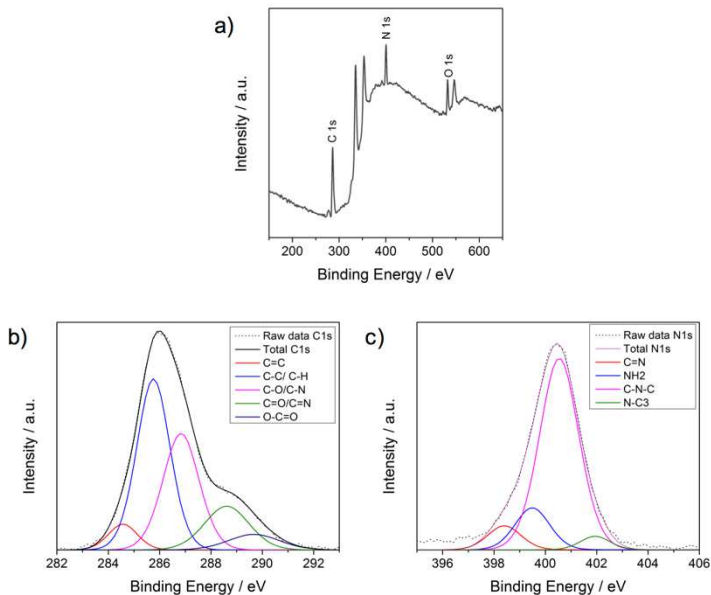 a)
N 1s
O 1s
C 1s
Intensity / a.u.
200 300 400 500 600
Binding Energy / eV
b)
Raw data C1s
Total C1s
C=C
C-C/ C-H
C-O/C-N
C=O/C=N
O-C=O
Intensity / a.u.
282 284 286 288 290 292
Binding Energy / eV
c)
Raw data N1s
Total N1s
C=N
NH2
C-N-C
N-C3
Intensity / a.u.
396 398 400 402 404 406
Binding Energy / eV